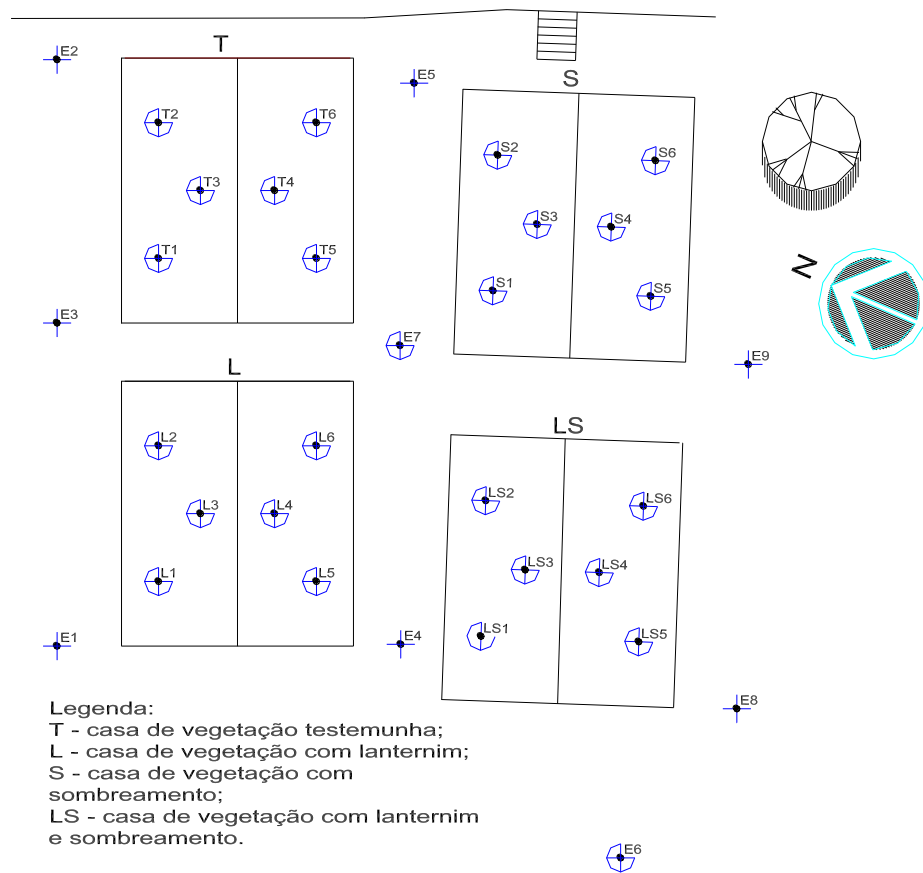 T
E2
E5
S
T2
T6
S2
S6
T3
T4
S3
S4
T1
T5
N
S1
S5
E3
E7
E9
L
LS
L2
L6
LS2
LS6
L3
L4
LS3
LS4
L1
L5
LS1
LS5
E1
E4
E8
Legenda:
T - casa de vegetação testemunha;
L - casa de vegetação com lanternim;
S - casa de vegetação com
sombreamento;
LS - casa de vegetação com lanternim
e sombreamento.
E6